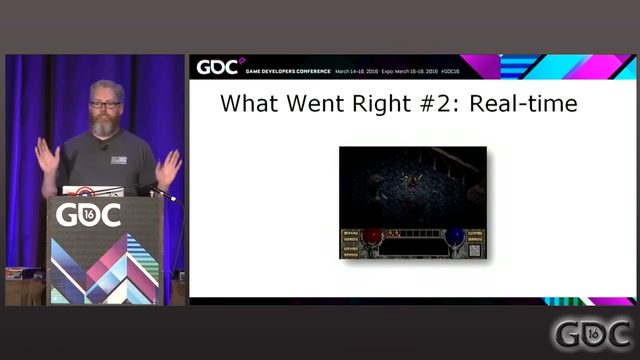 GDC
GAME DEVELOPERS CONFERENCE March 14-18, 2016 Expo: March 16-18, 2016 #GDC16
What Went Right #2: Real-time
GDC
16
GDC
16